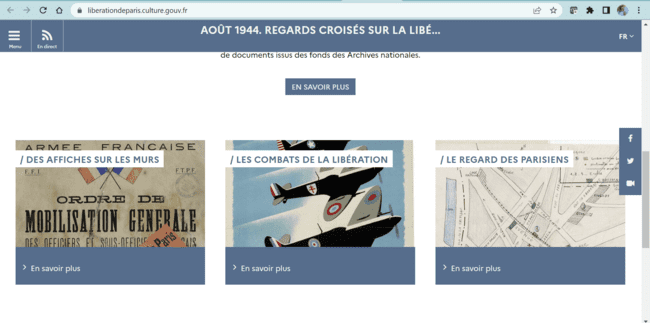 liberationdeparis.culture.gouv.fr
AOÛT 1944. REGARDS CROISÉS SUR LA LIBÉ...
Menu
En direct
FR
de documents issus des fonds des Archives nationales.
EN SAVOIR PLUS
ARMEE FRANÇAISE
/ DES AFFICHES SUR LES MURS
/ LES COMBATS DE LA LIBÉRATION
/ LE REGARD DES PARISIENS
F.F.I.
F.T.P.F.
ORDRE DE
MOBILISATION GENERALE
DES OFFICIERS ET SOUS-OFFICIERS
Paris
En savoir plus
En savoir plus
En savoir plus